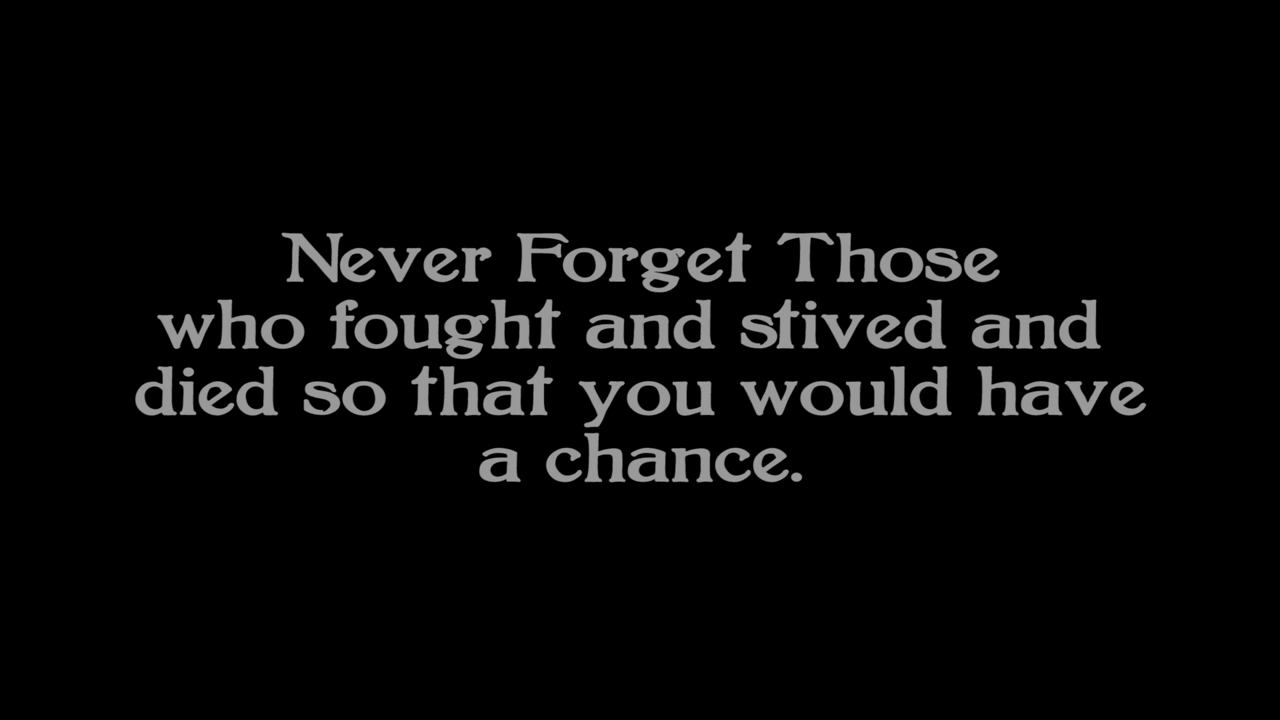 Never Forget Those
who fought and stived and
died so that you would have
a chance.